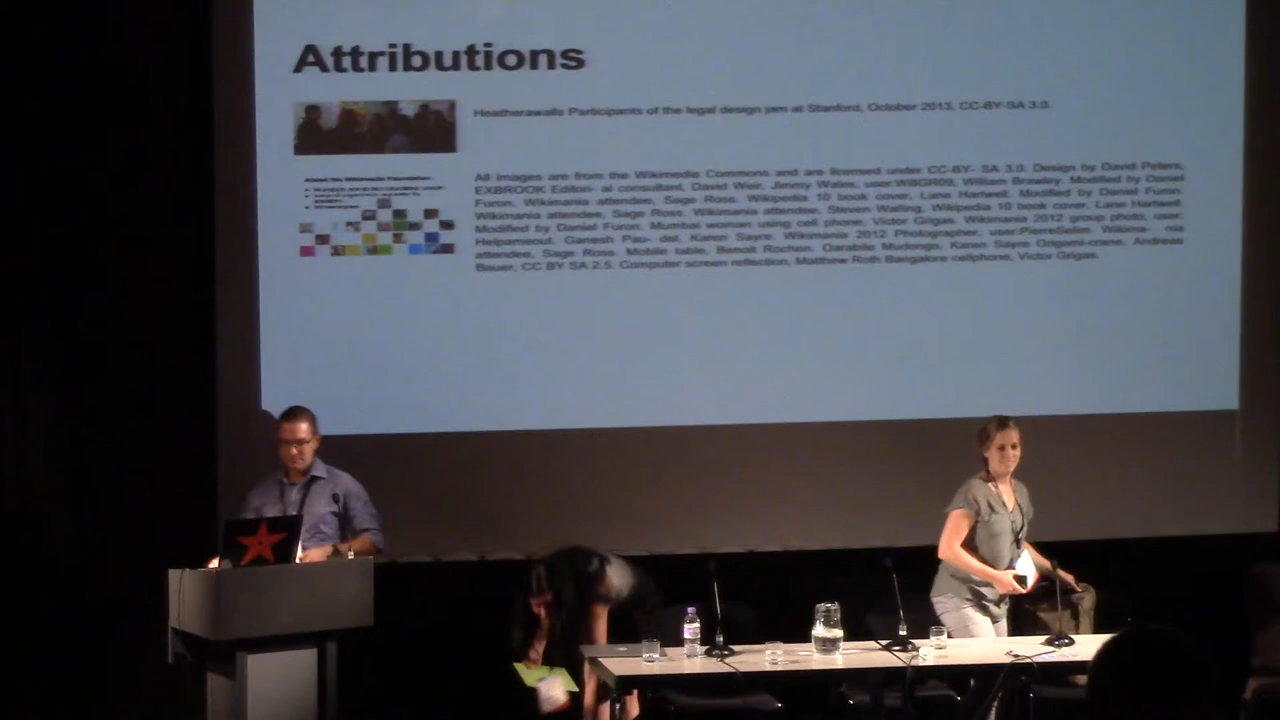 Attributions
Heatherawalls Participants of the legal design jam at Stanford, October 2013, CC-BY-SA 3.0.
About the Wikimedia Foundation:
All images are from the Wikimedia Commons and are licensed under CC-BY- SA 3.0. Design by David Peters,
EXBROOK Editori- al consultant, David Weir. Jimmy Wales, user:WBGR09, William Brawley. Modified by Daniel
Furon. Wikimania attendee, Sage Ross. Wikipedia 10 book cover, Lane Hartwell. Modified by Daniel Furon.
Wikimania attendee, Sage Ross. Wikimania attendee, Steven Walling. Wikipedia 10 book cover, Lane Hartwell.
Modified by Daniel Furon. Mumbai woman using cell phone, Victor Grigas. Wikimania 2012 group photo, user:
Helpameout. Ganesh Pau- del, Karen Sayre. Wikimania 2012 Photographer, user:PierreSelim. Wikima- nia
attendee, Sage Ross. Mobile table, Benoit Rochon. Oarabile Mudongo, Karen Sayre Origami-crane, Andreas
Bauer, CC BY SA 2.5. Computer screen reflection, Matthew Roth Bangalore cellphone, Victor Grigas.